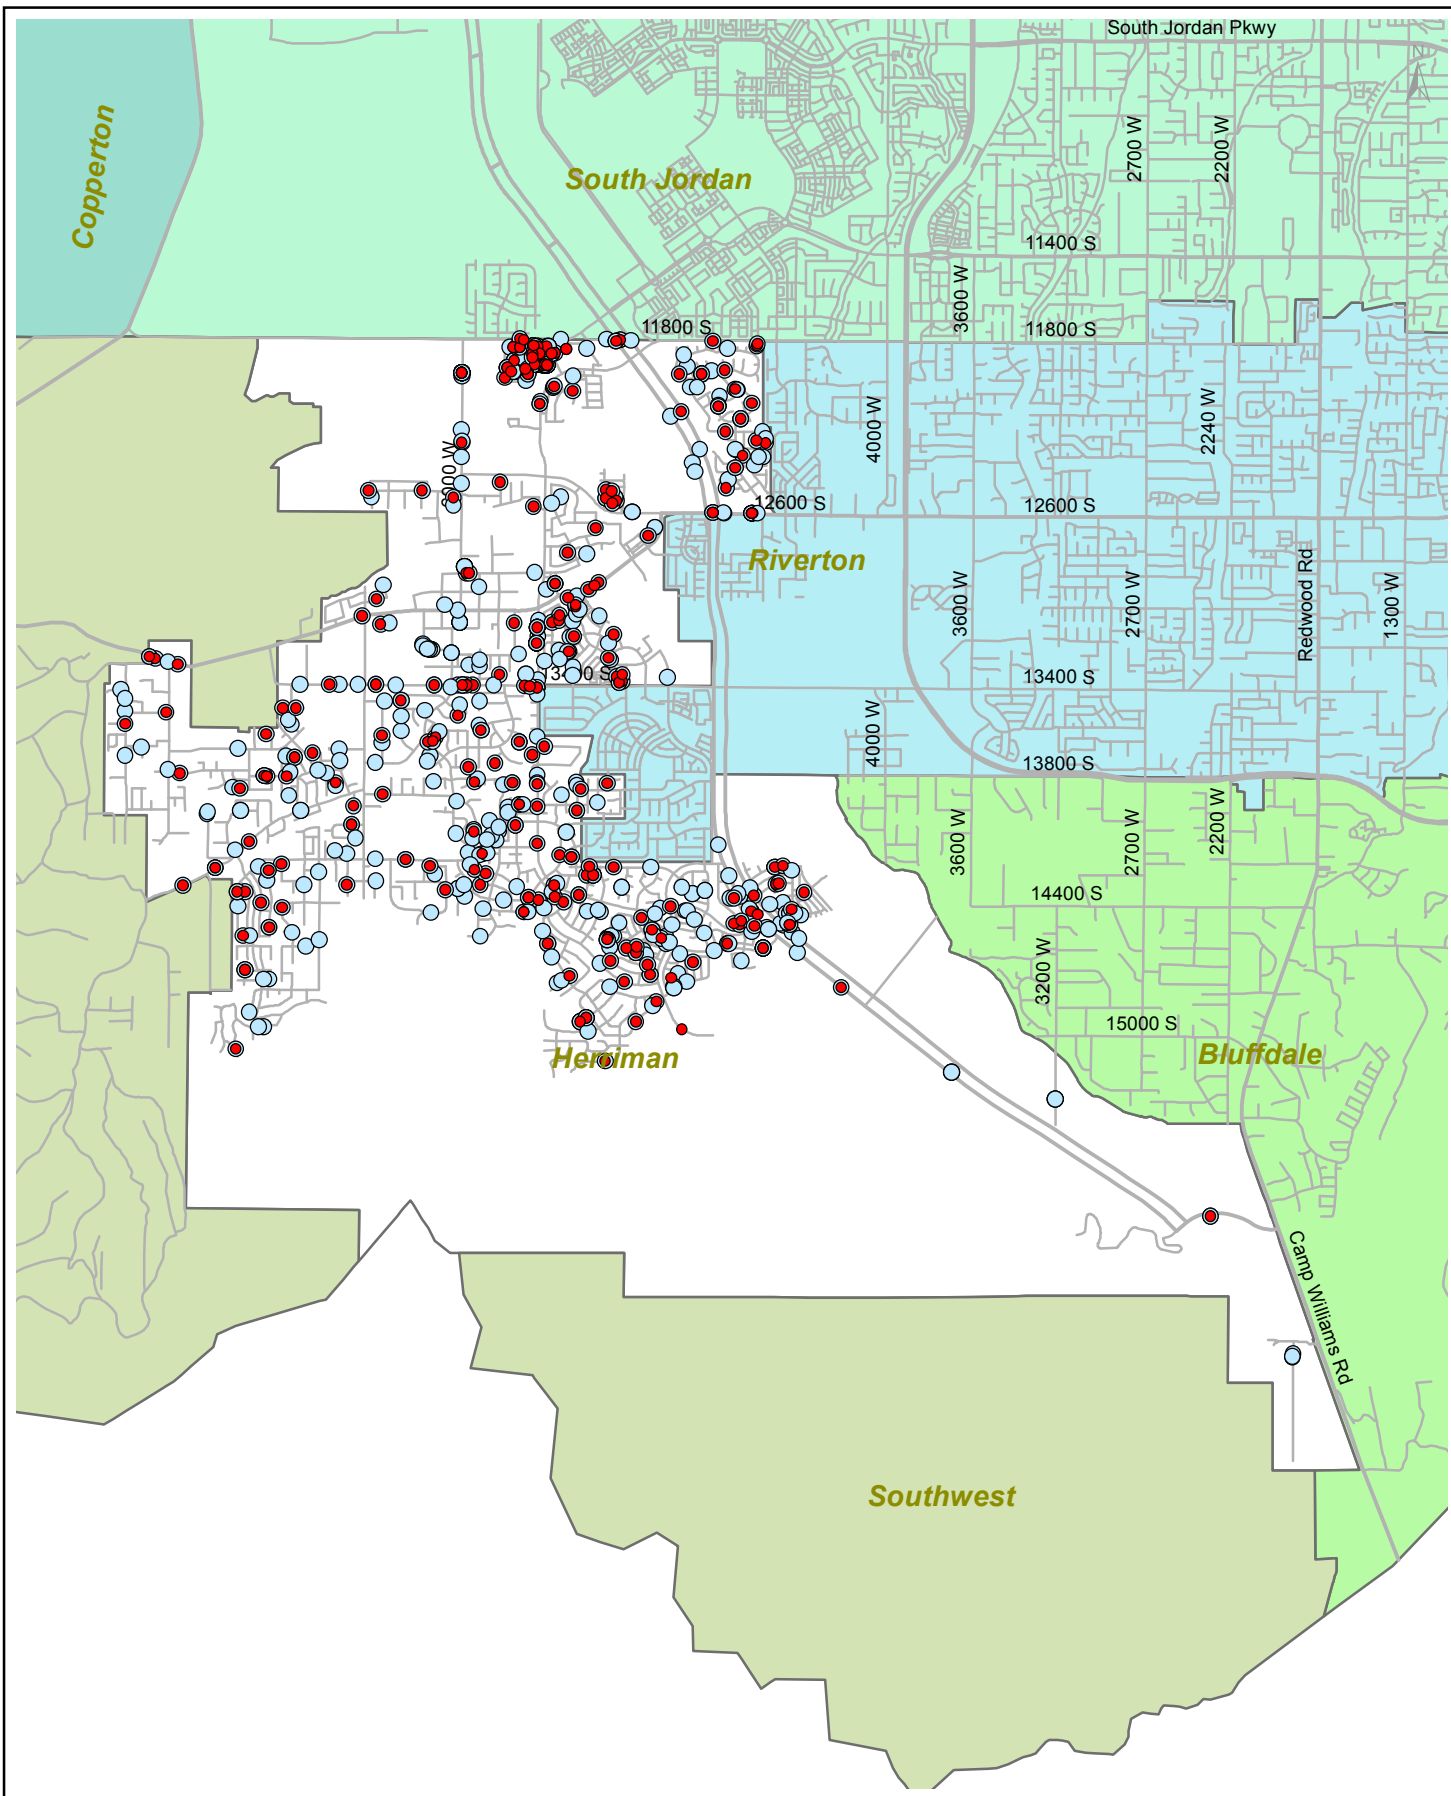 South Jordan Pkwy
N
Copperton
South Jordan
2700 W
2200 W
11400 S
3600 W
11800 S
11800 S
4000 W
2240 W
12600 S
12600 S
Riverton
3600 W
2700 W
Redwood Rd
1300 W
13400 S
4000 W
13800 S
3600 W
2700 W
2200 W
14400 S
3200 W
15000 S
Herriman
Bluffdale
Camp Williams Rd
Southwest